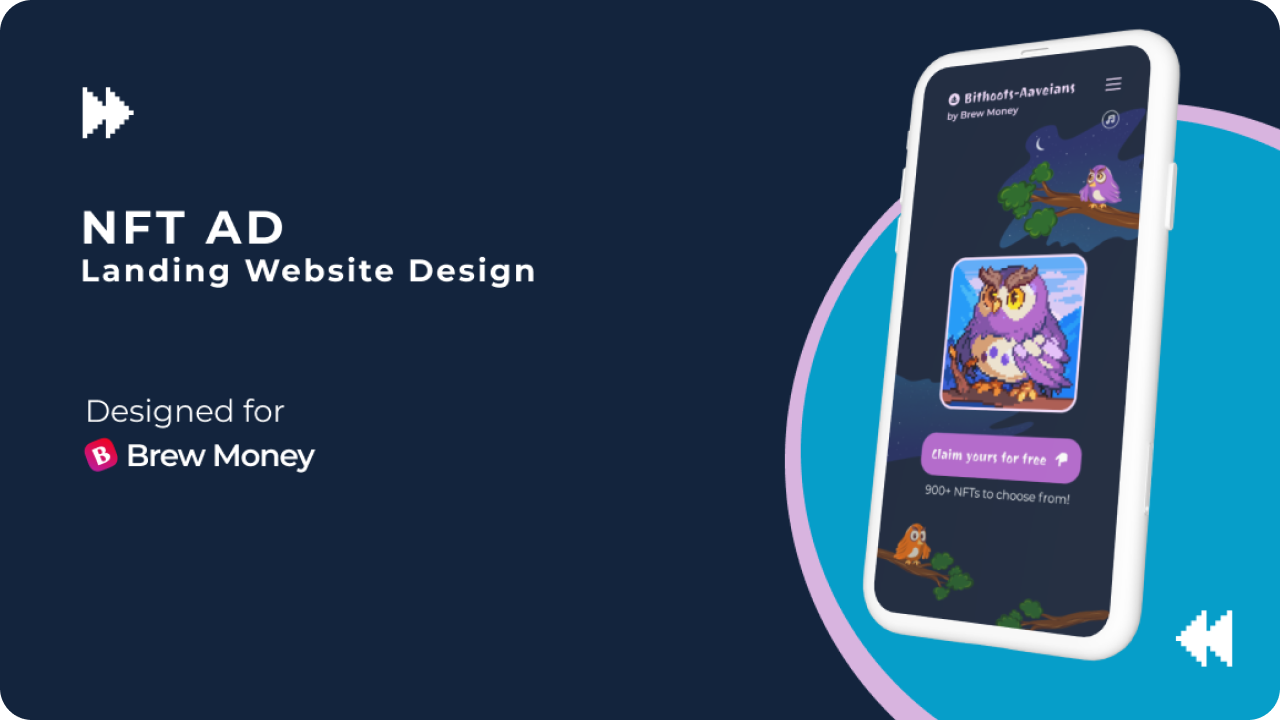 NFT AD
Landing Website Design
Designed for
B Brew Money
Bithoots-Aaveians
by Brew Money
Claim yours for free
900+ NFTs to choose from!